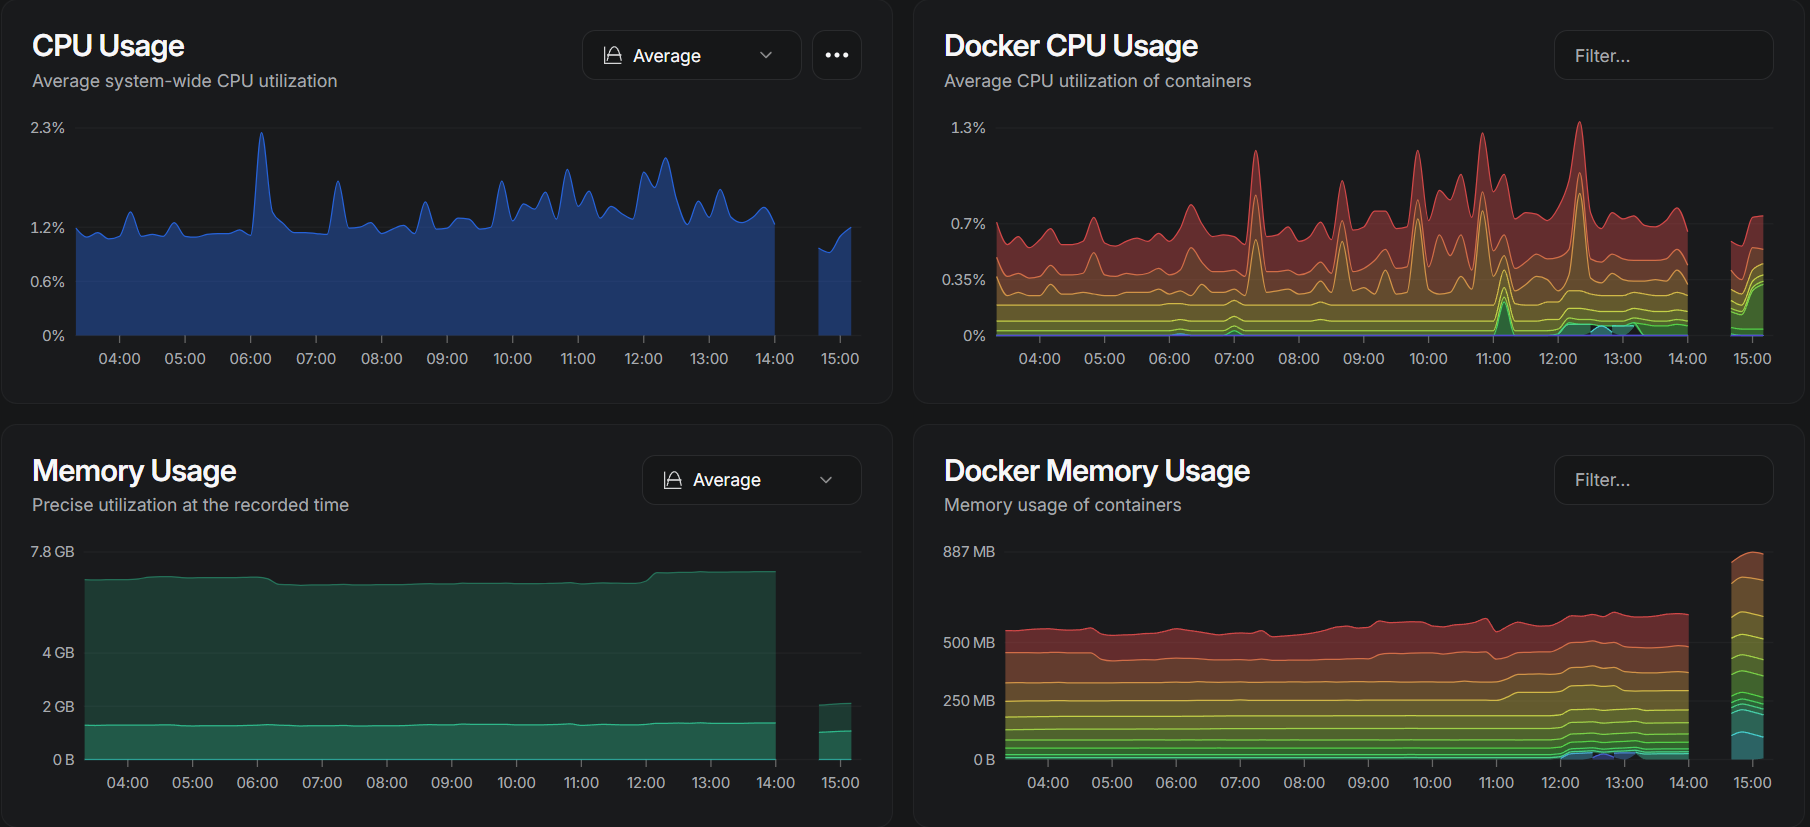 CPU Usage
Average system-wide CPU utilization
Average
2.3%
1.2%
0.6%
0%
04:00 05:00 06:00 07:00 08:00 09:00 10:00 11:00 12:00 13:00 14:00 15:00
Docker CPU Usage
Average CPU utilization of containers
Filter...
1.3%
0.7%
0.35%
0%
04:00 05:00 06:00 07:00 08:00 09:00 10:00 11:00 12:00 13:00 14:00 15:00
Memory Usage
Precise utilization at the recorded time
Average
7.8 GB
4 GB
2 GB
0 B
04:00 05:00 06:00 07:00 08:00 09:00 10:00 11:00 12:00 13:00 14:00 15:00
Docker Memory Usage
Memory usage of containers
Filter...
887 MB
500 MB
250 MB
0 B
04:00 05:00 06:00 07:00 08:00 09:00 10:00 11:00 12:00 13:00 14:00 15:00